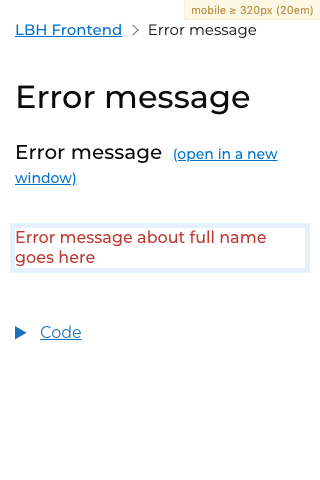 mobile ≥ 320px (20em)
LBH Frontend > Error message
Error message
Error message (open in a new
window)
Error message about full name
goes here
Code